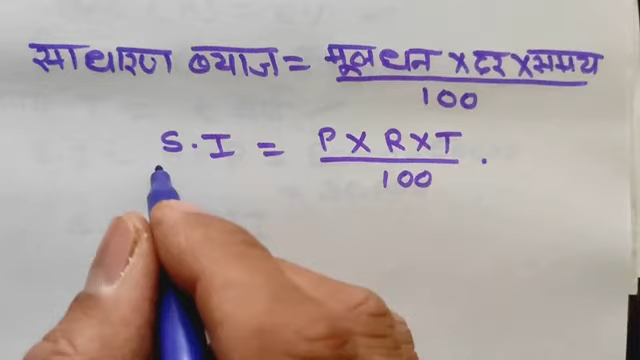 साधारण ब्याज = मूलधन × दर × समय / 100
S.I = P × R × T / 100.